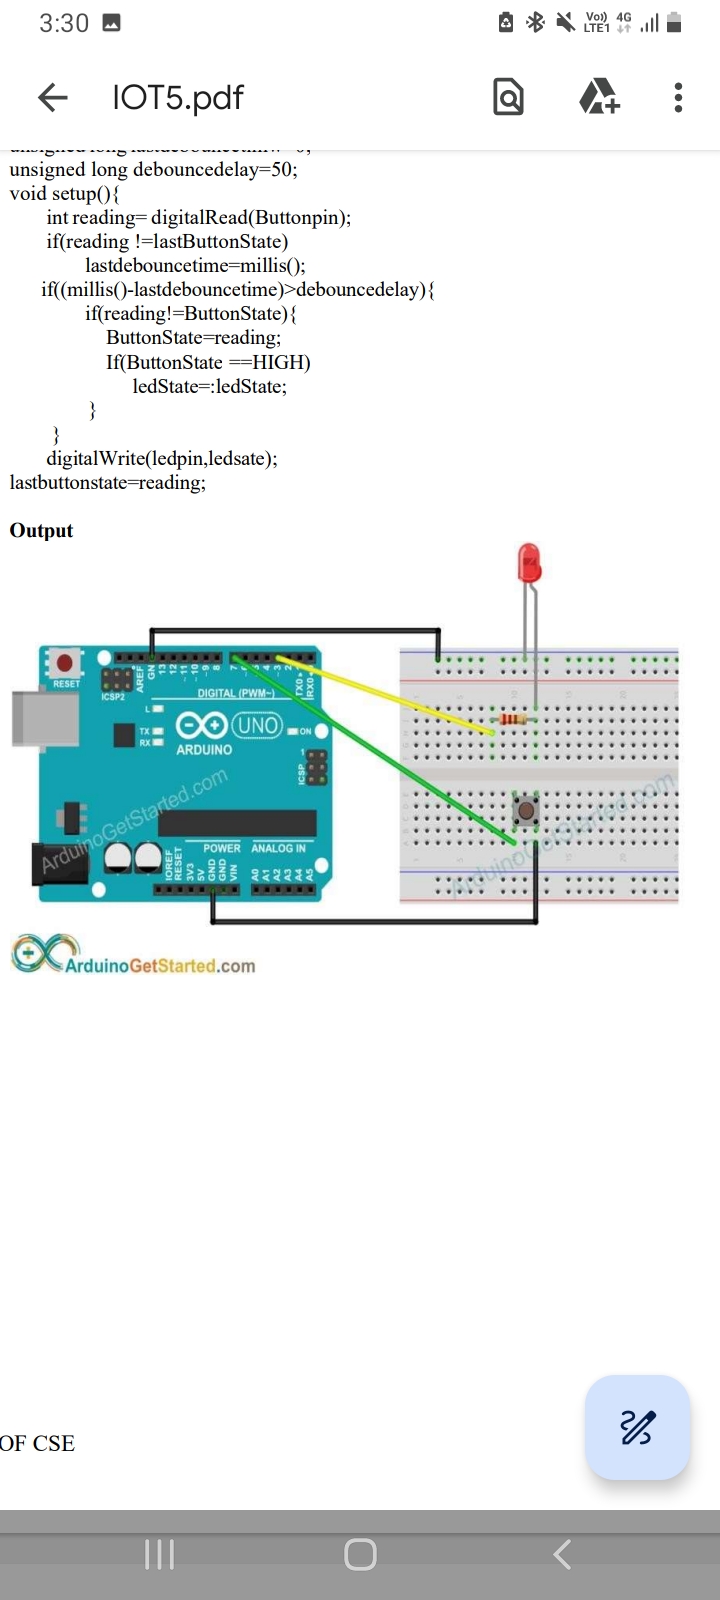 3:30
Vo)) 4G
LTE1
IOT5.pdf
unsigned long debouncedelay=50;
void setup(){
int reading= digitalRead(Buttonpin);
if(reading !=lastButtonState)
lastdebouncetime=millis();
if((millis()-lastdebouncetime)>debouncedelay){
if(reading!=ButtonState){
ButtonState=reading;
If(ButtonState ==HIGH)
ledState=:ledState;
}
}
digitalWrite(ledpin,ledsate);
lastbuttonstate=reading;
Output
RESET
ICSP2
AREF
GND
13
12
~11
~10
~9
8
7
4
~3
2
TX0
RX0
DIGITAL (PWM~)
L
TX
RX
UNO
ON
ARDUINO
ICSP
1
ArduinoGetStarted.com
ArduinoGetStarted.com
POWER ANALOG IN
IOREF
RESET
3V3
5V
GND
GND
VIN
A0
A1
A2
A3
A4
A5
ArduinoGetStarted.com
OF CSE